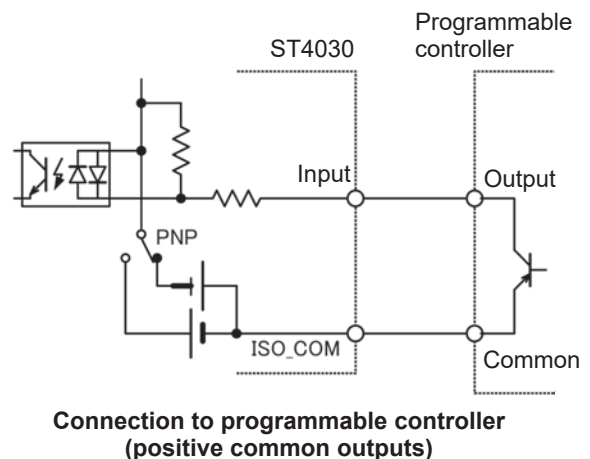 Programmable
controller
ST4030
Input
Output
PNP
ISO_COM
Common
Connection to programmable controller
(positive common outputs)